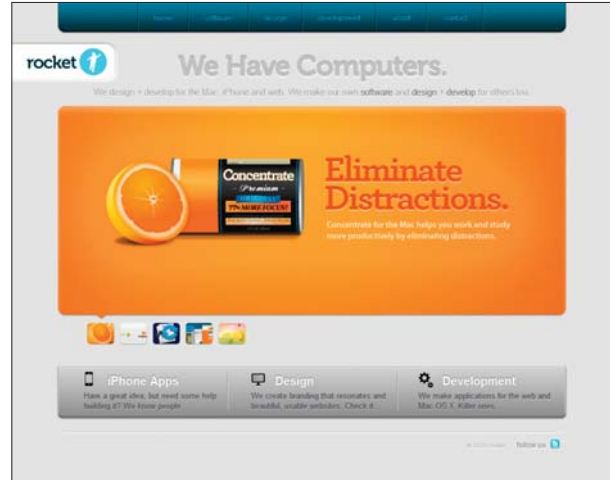 home software design development about contact
rocket
We Have Computers.
We design + develop for the Mac, iPhone and web. We make our own software and design + develop for others too.
Concentrate
Premium
77% MORE FOCUS!
Eliminate
Distractions.
Concentrate for the Mac helps you work and study
more productively by eliminating distractions.
iPhone Apps
Have a great idea, but need some help
building it? We know people
Design
We create branding that resonates and
beautiful, usable websites. Check it
Development
We make applications for the web and
Mac OS X. Killer ones.
follow us